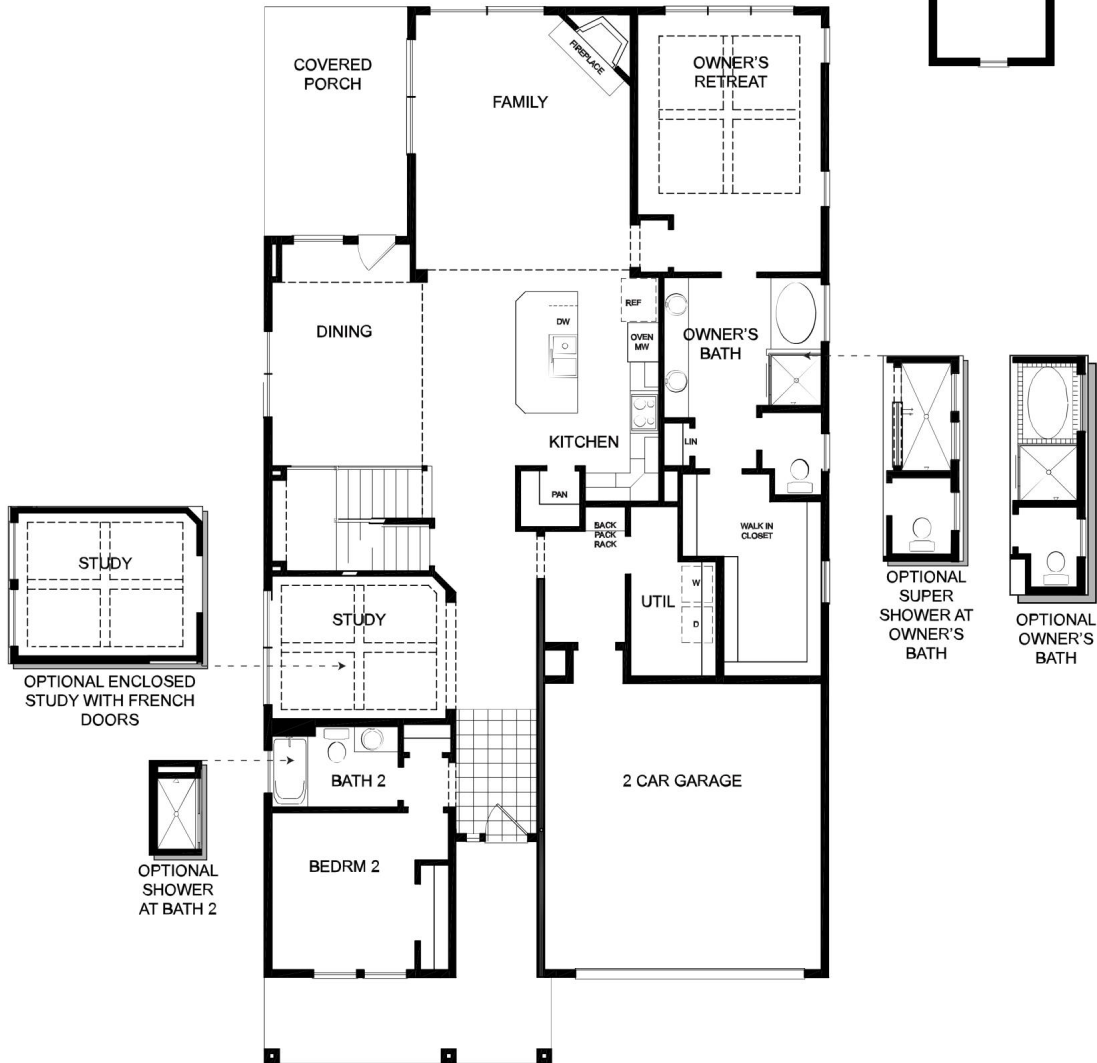 COVERED
PORCH
FAMILY
FIREPLACE
OWNER'S
RETREAT
DINING
DW
REF
OVEN
MW
OWNER'S
BATH
KITCHEN
LIN
PAN
BACK
PACK
RACK
WALK IN
CLOSET
UTIL
W
D
STUDY
STUDY
OPTIONAL ENCLOSED
STUDY WITH FRENCH
DOORS
OPTIONAL
SUPER
SHOWER AT
OWNER'S
BATH
OPTIONAL
OWNER'S
BATH
BATH 2
2 CAR GARAGE
OPTIONAL
SHOWER
AT BATH 2
BEDRM 2